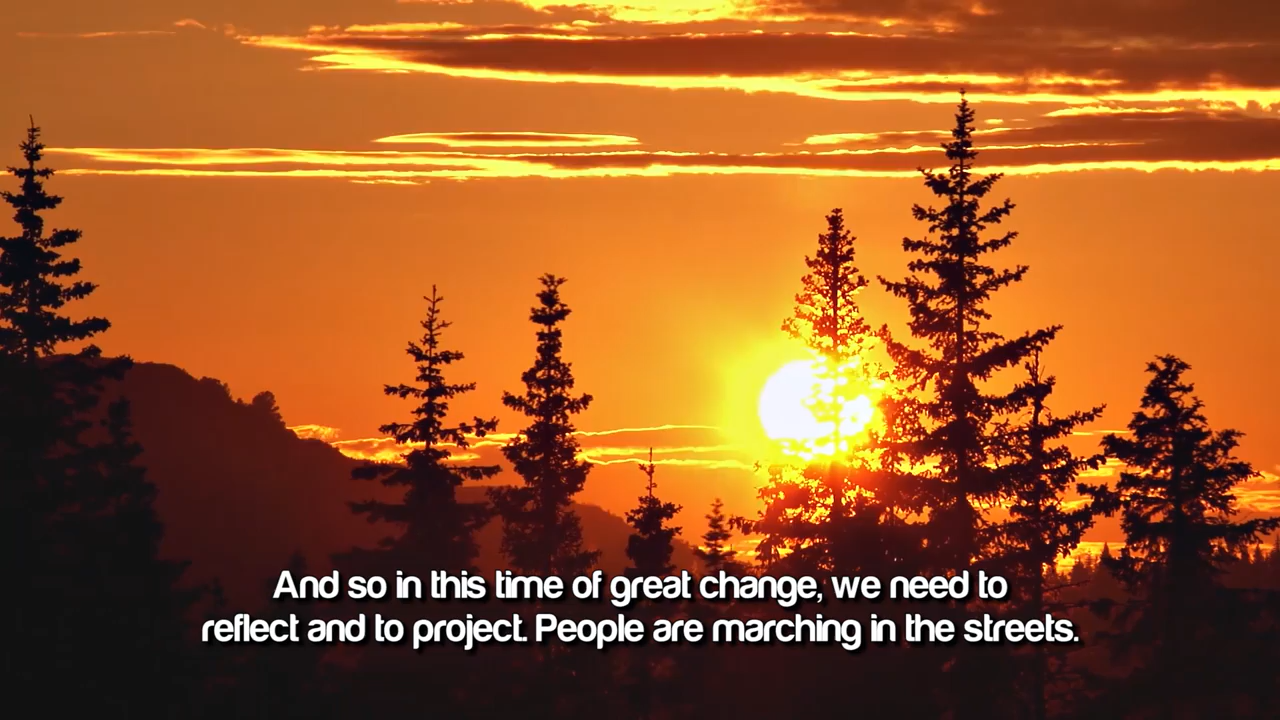 And so in this time of great change, we need to
reflect and to project. People are marching in the streets.